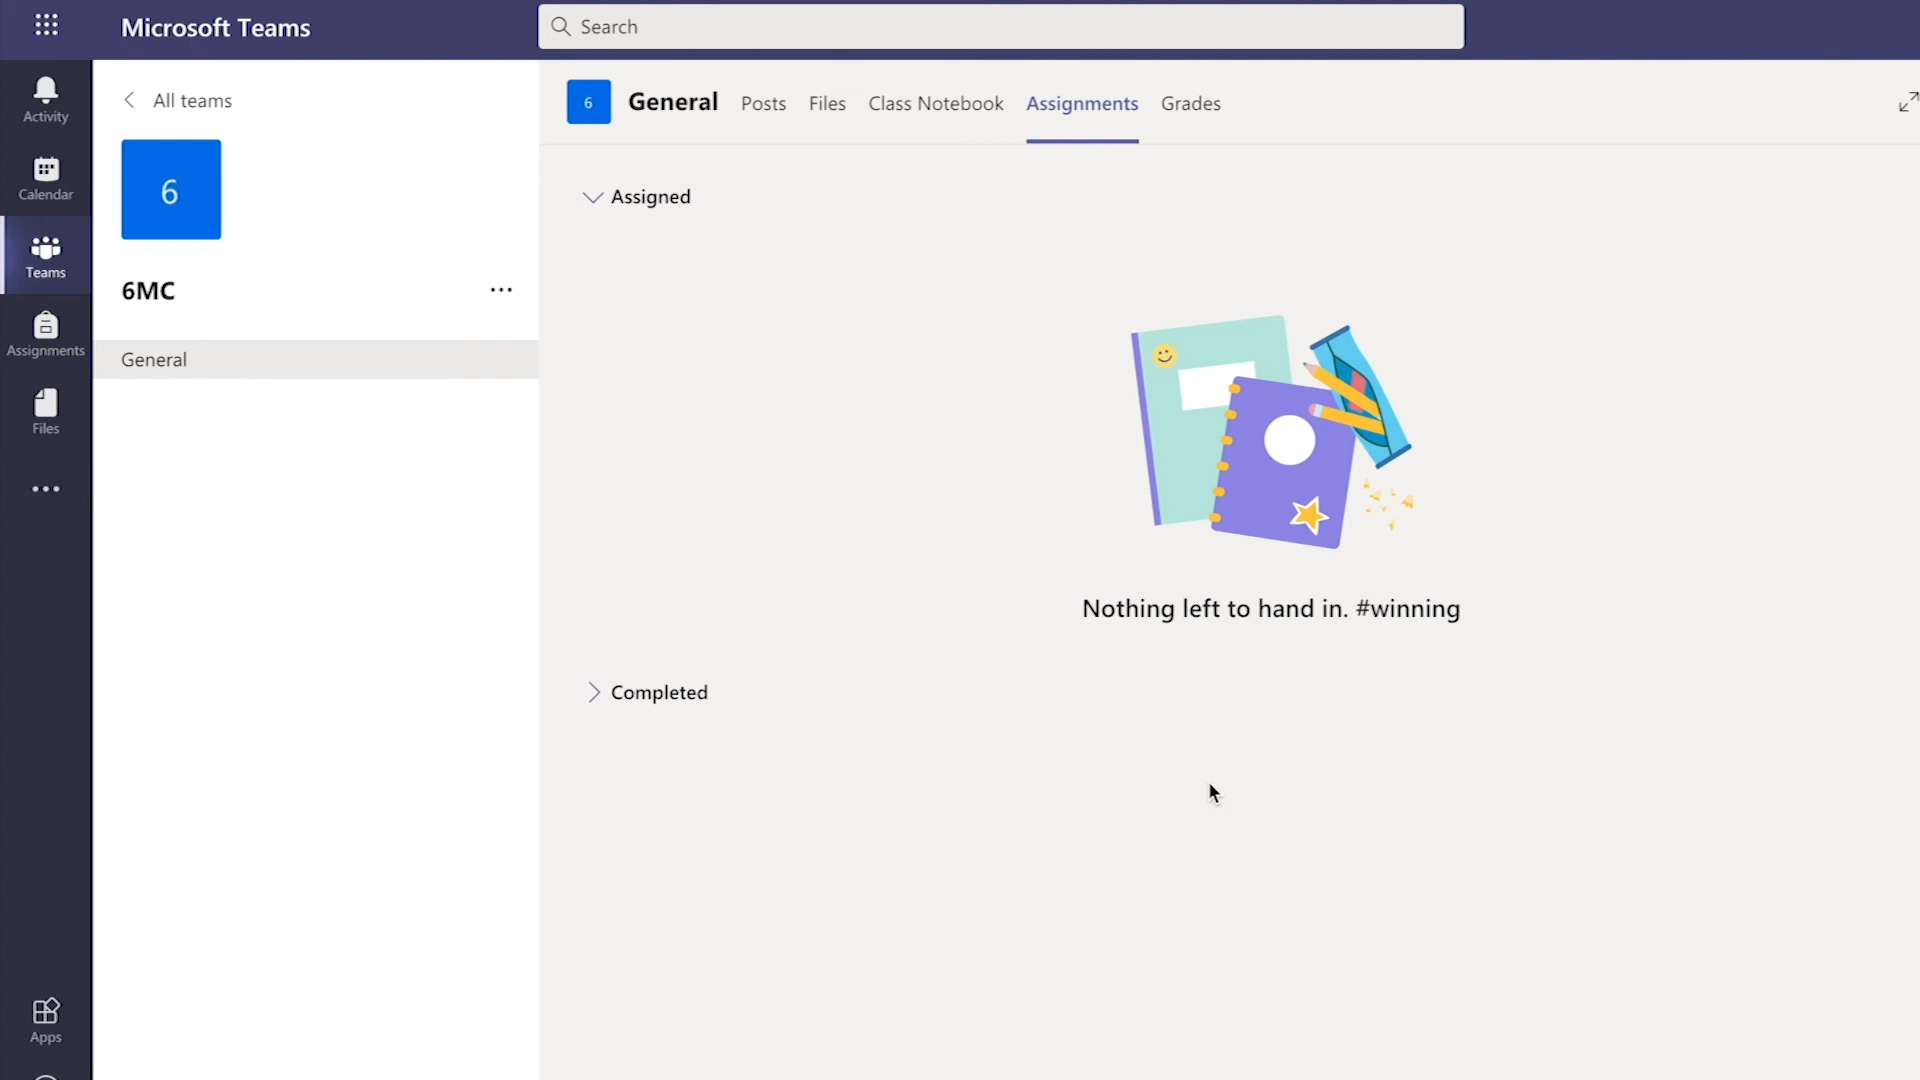 Microsoft Teams
Search
Activity
Calendar
Teams
Assignments
Files
Apps
All teams
6
6MC
General
6
General
Posts
Files
Class Notebook
Assignments
Grades
Assigned
Nothing left to hand in. #winning
Completed